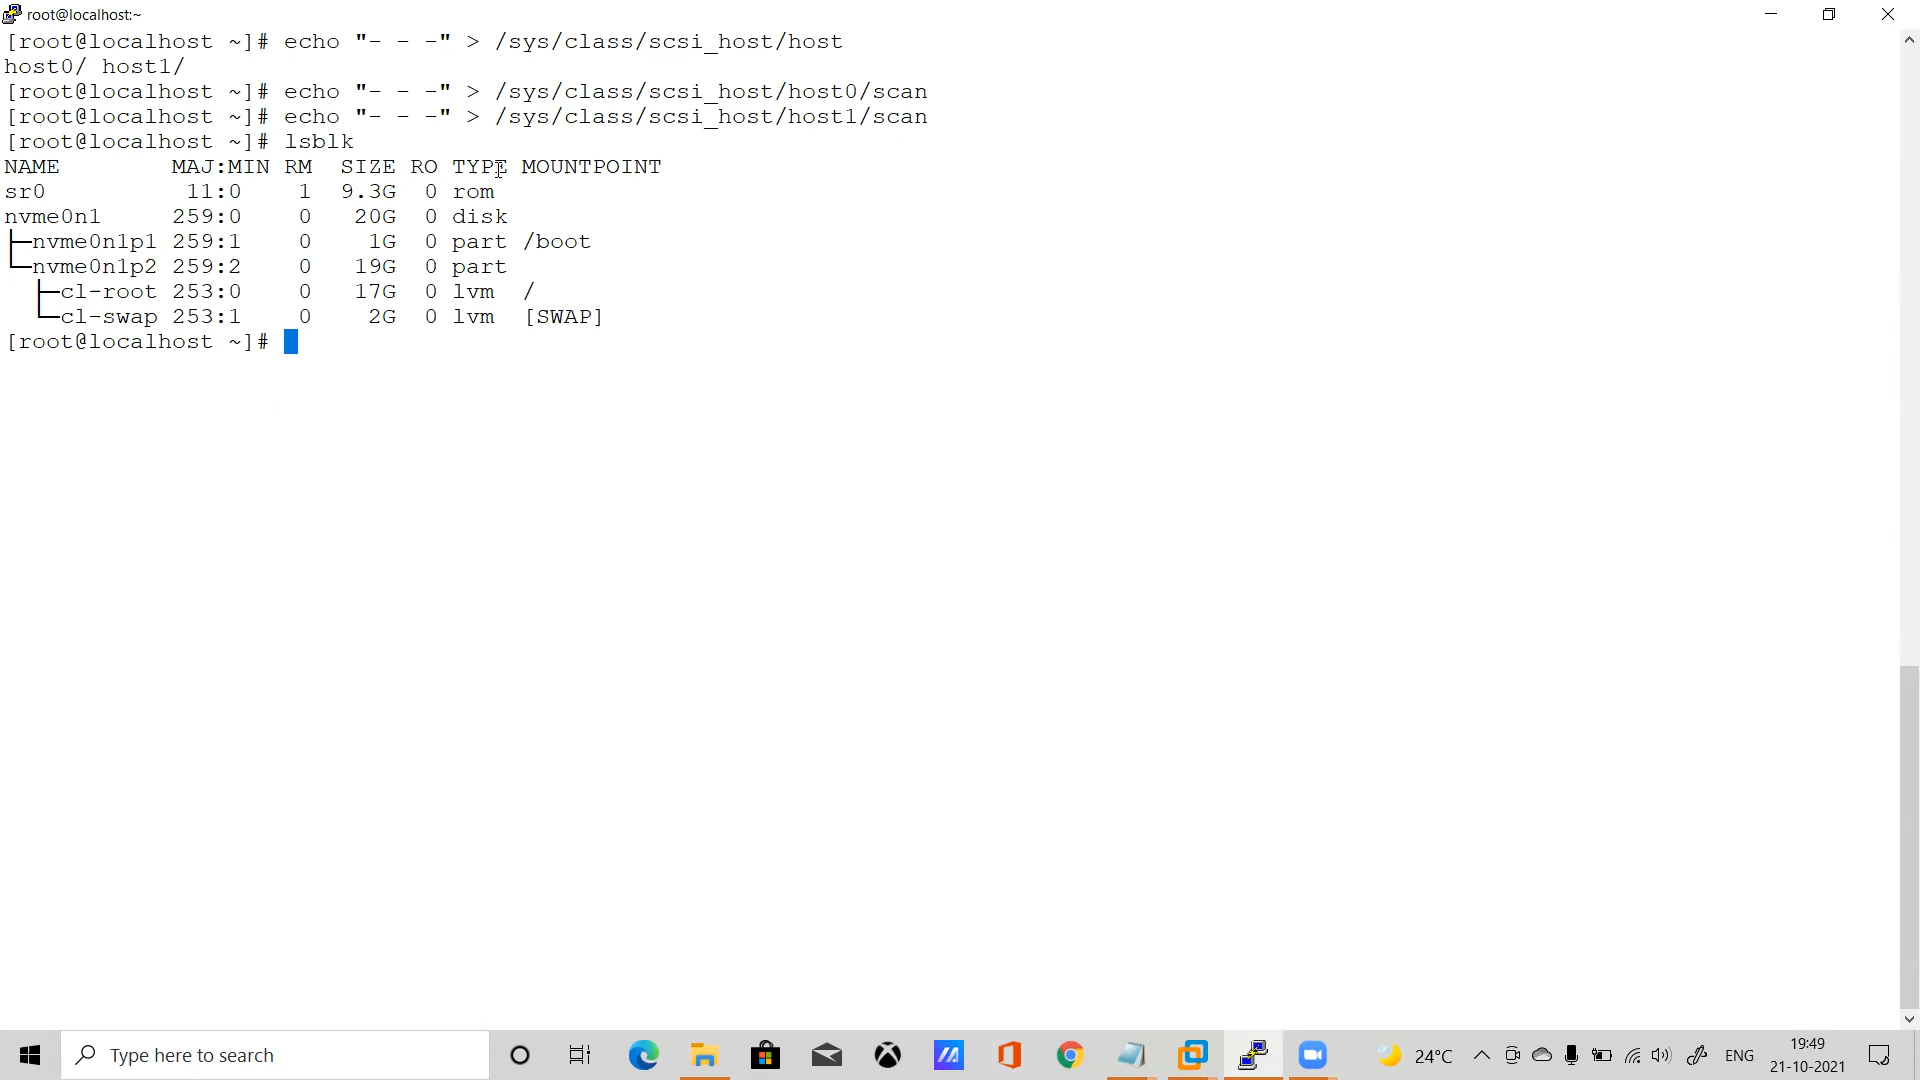 root@localhost:~
[root@localhost ~]# echo "- - -" > /sys/class/scsi_host/host
host0/ host1/
[root@localhost ~]# echo "- - -" > /sys/class/scsi_host/host0/scan
[root@localhost ~]# echo "- - -" > /sys/class/scsi_host/host1/scan
[root@localhost ~]# lsblk
NAME        MAJ:MIN RM  SIZE RO TYPE MOUNTPOINT
sr0          11:0    1  9.3G  0 rom
nvme0n1     259:0    0   20G  0 disk
├─nvme0n1p1 259:1    0    1G  0 part /boot
└─nvme0n1p2 259:2    0   19G  0 part
  ├─cl-root 253:0    0   17G  0 lvm  /
  └─cl-swap 253:1    0    2G  0 lvm  [SWAP]
[root@localhost ~]#
Type here to search
24°C
ENG
19:49
21-10-2021